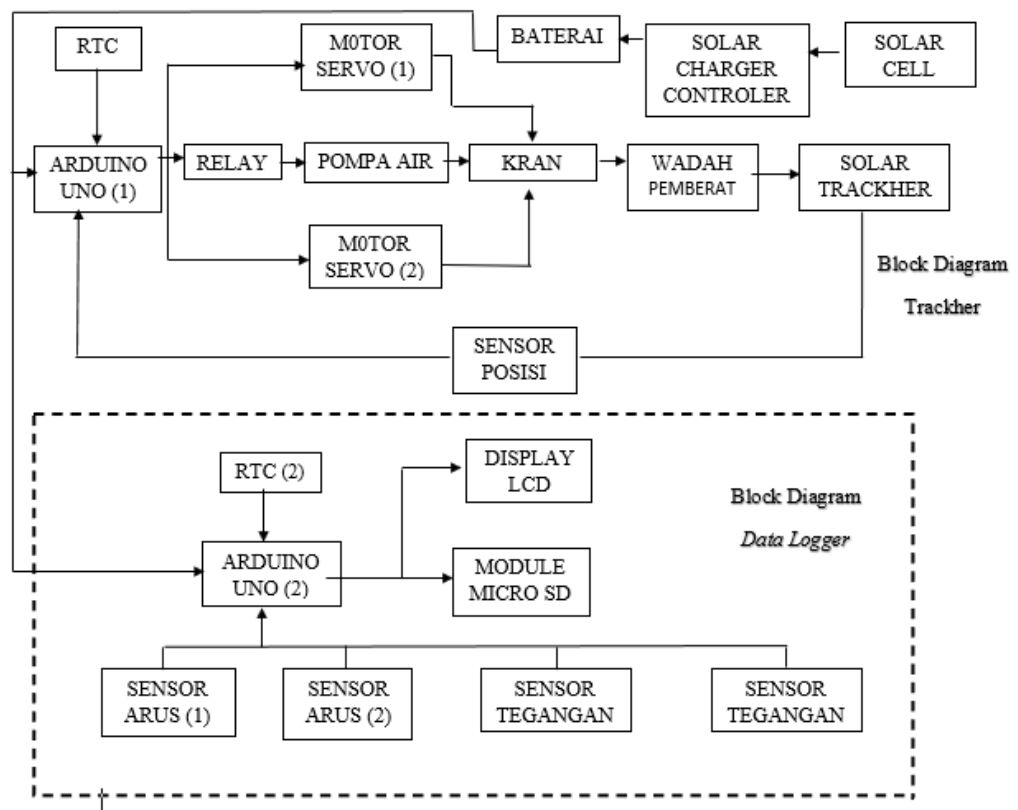 RTC
M0TOR
SERVO (1)
BATERAI
SOLAR
CHARGER
CONTROLER
SOLAR
CELL
ARDUINO
UNO (1)
RELAY
POMPA AIR
KRAN
WADAH
PEMBERAT
SOLAR
TRACKHER
M0TOR
SERVO (2)
Block Diagram
Trackher
SENSOR
POSISI
RTC (2)
DISPLAY
LCD
Block Diagram
Data Logger
ARDUINO
UNO (2)
MODULE
MICRO SD
SENSOR
ARUS (1)
SENSOR
ARUS (2)
SENSOR
TEGANGAN
SENSOR
TEGANGAN